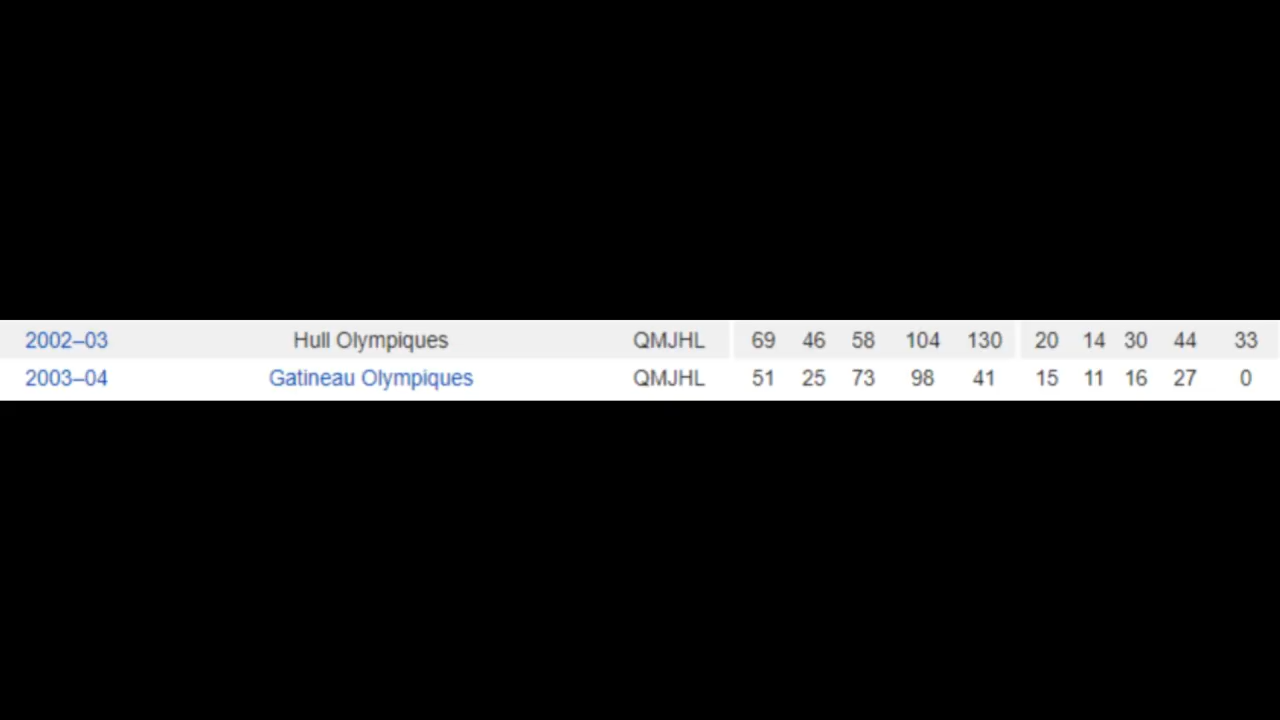 2002–03 Hull Olympiques QMJHL 69 46 58 104 130 20 14 30 44 33
2003–04 Gatineau Olympiques QMJHL 51 25 73 98 41 15 11 16 27 0